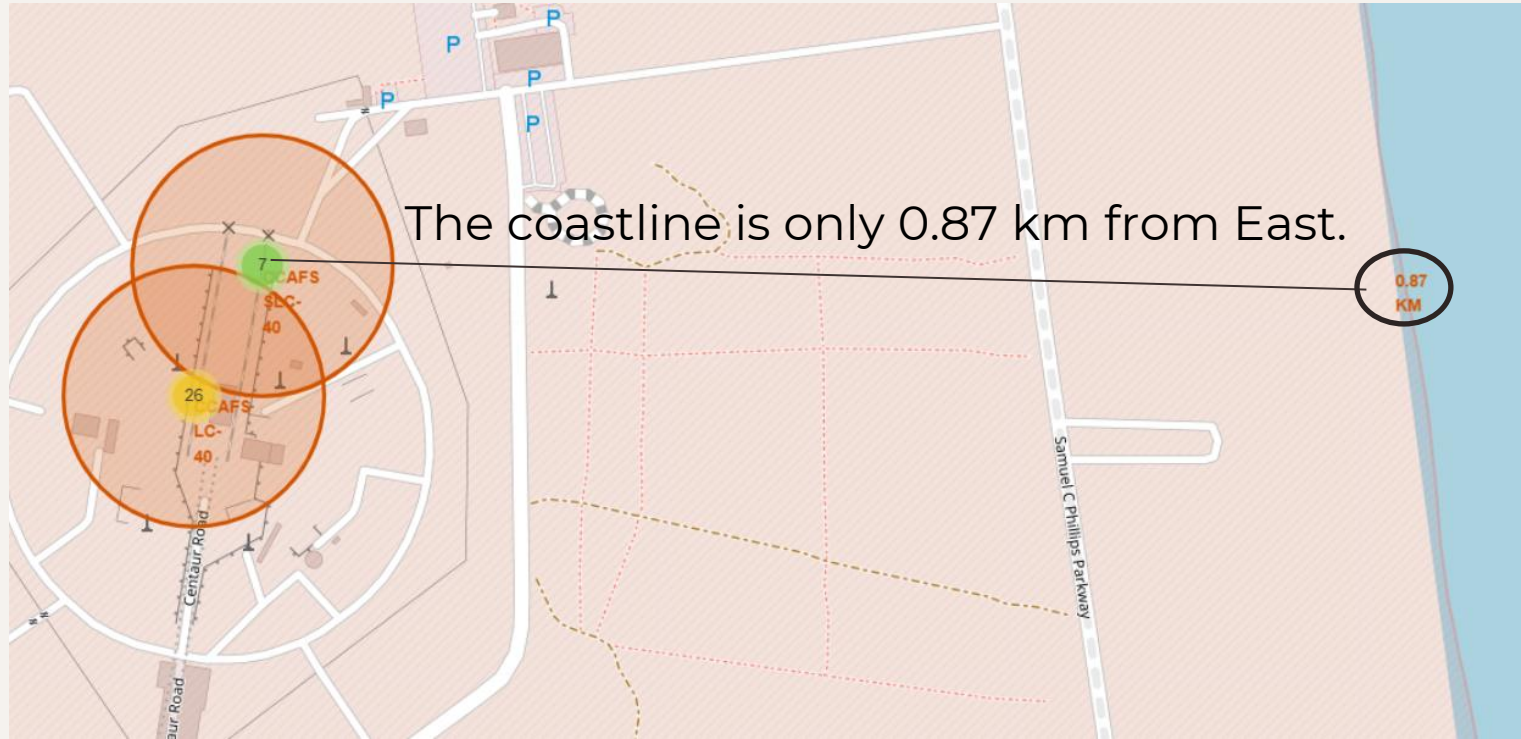 P
P
P
P
P
The coastline is only 0.87 km from East.
7
CCAFS
SLC-
40
0.87
KM
26
CCAFS
LC-
40
Samuel C Phillips Parkway
Centaur Road
aur Road